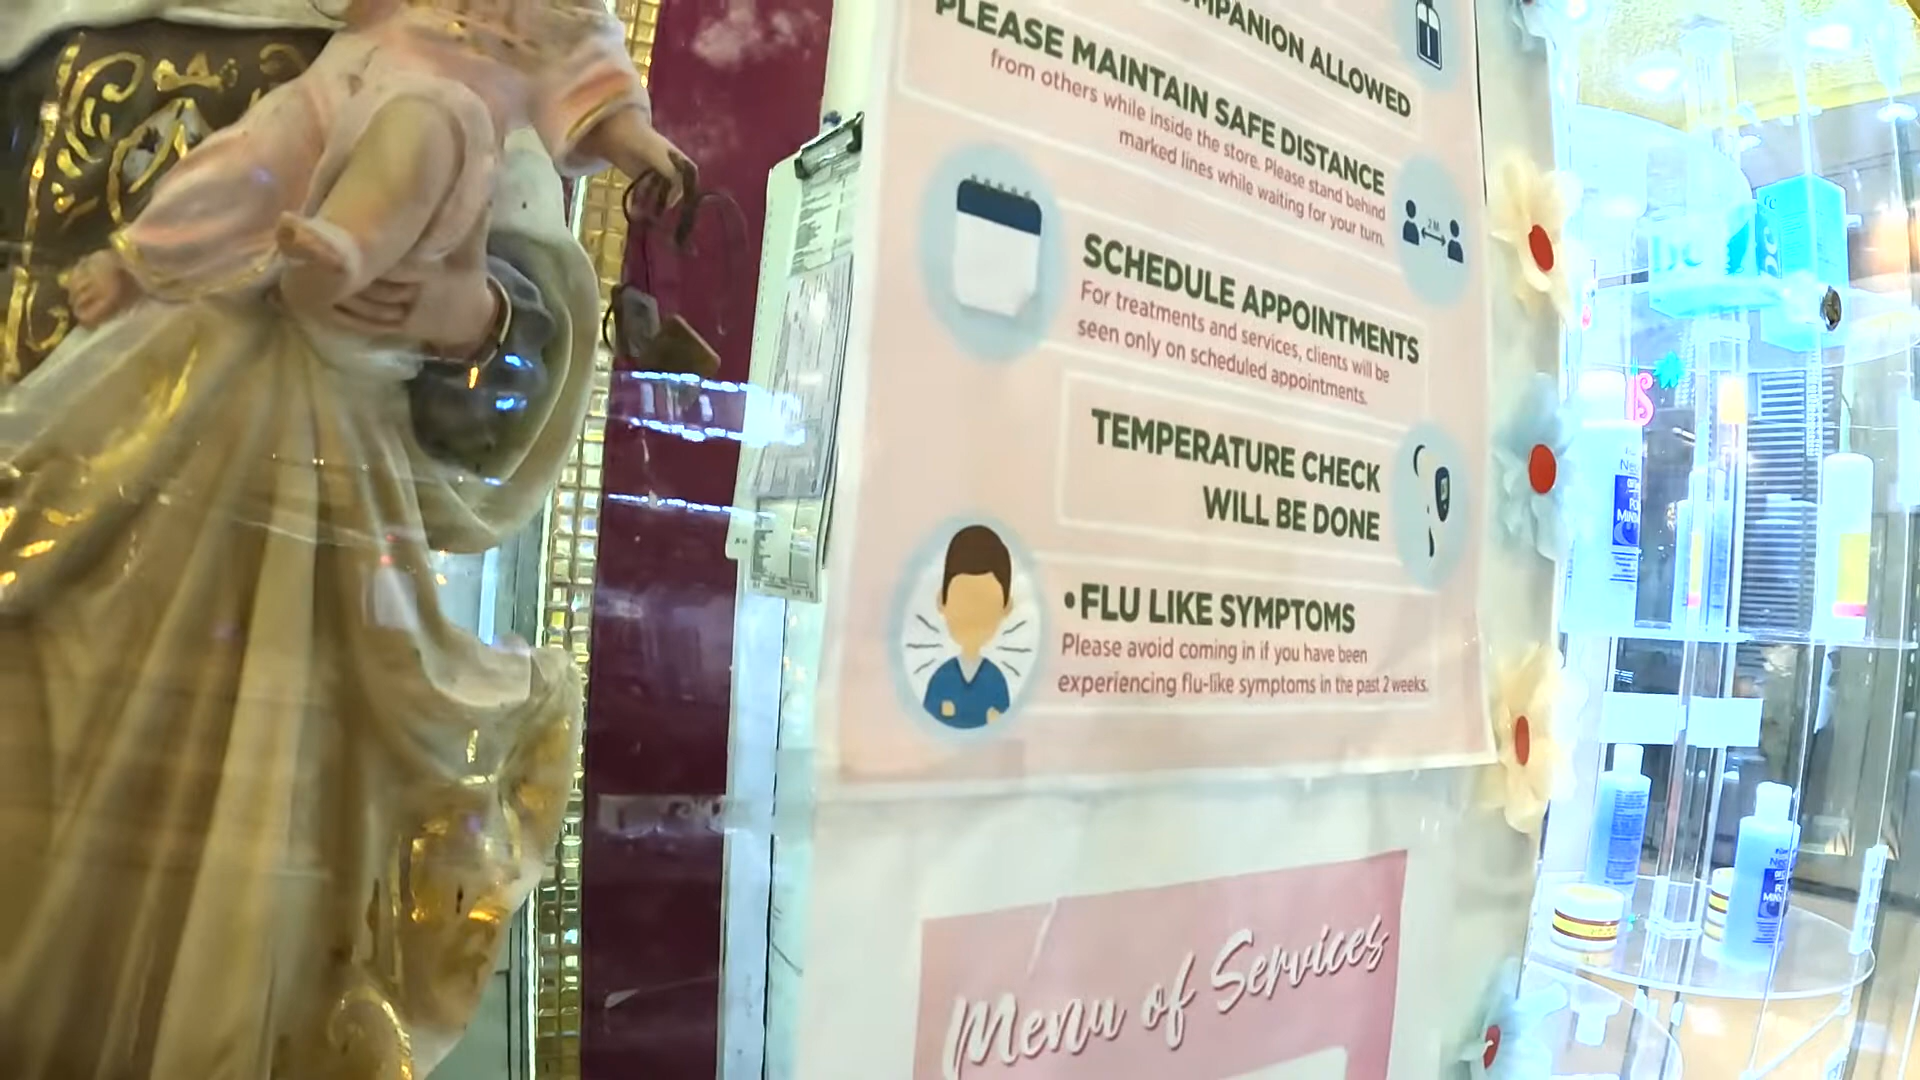 COMPANION ALLOWED
PLEASE MAINTAIN SAFE DISTANCE
from others while inside the store. Please stand behind
marked lines while waiting for your turn.
2 M
SCHEDULE APPOINTMENTS
For treatments and services, clients will be
seen only on scheduled appointments.
TEMPERATURE CHECK
WILL BE DONE
•FLU LIKE SYMPTOMS
Please avoid coming in if you have been
experiencing flu-like symptoms in the past 2 weeks.
Menu of Services